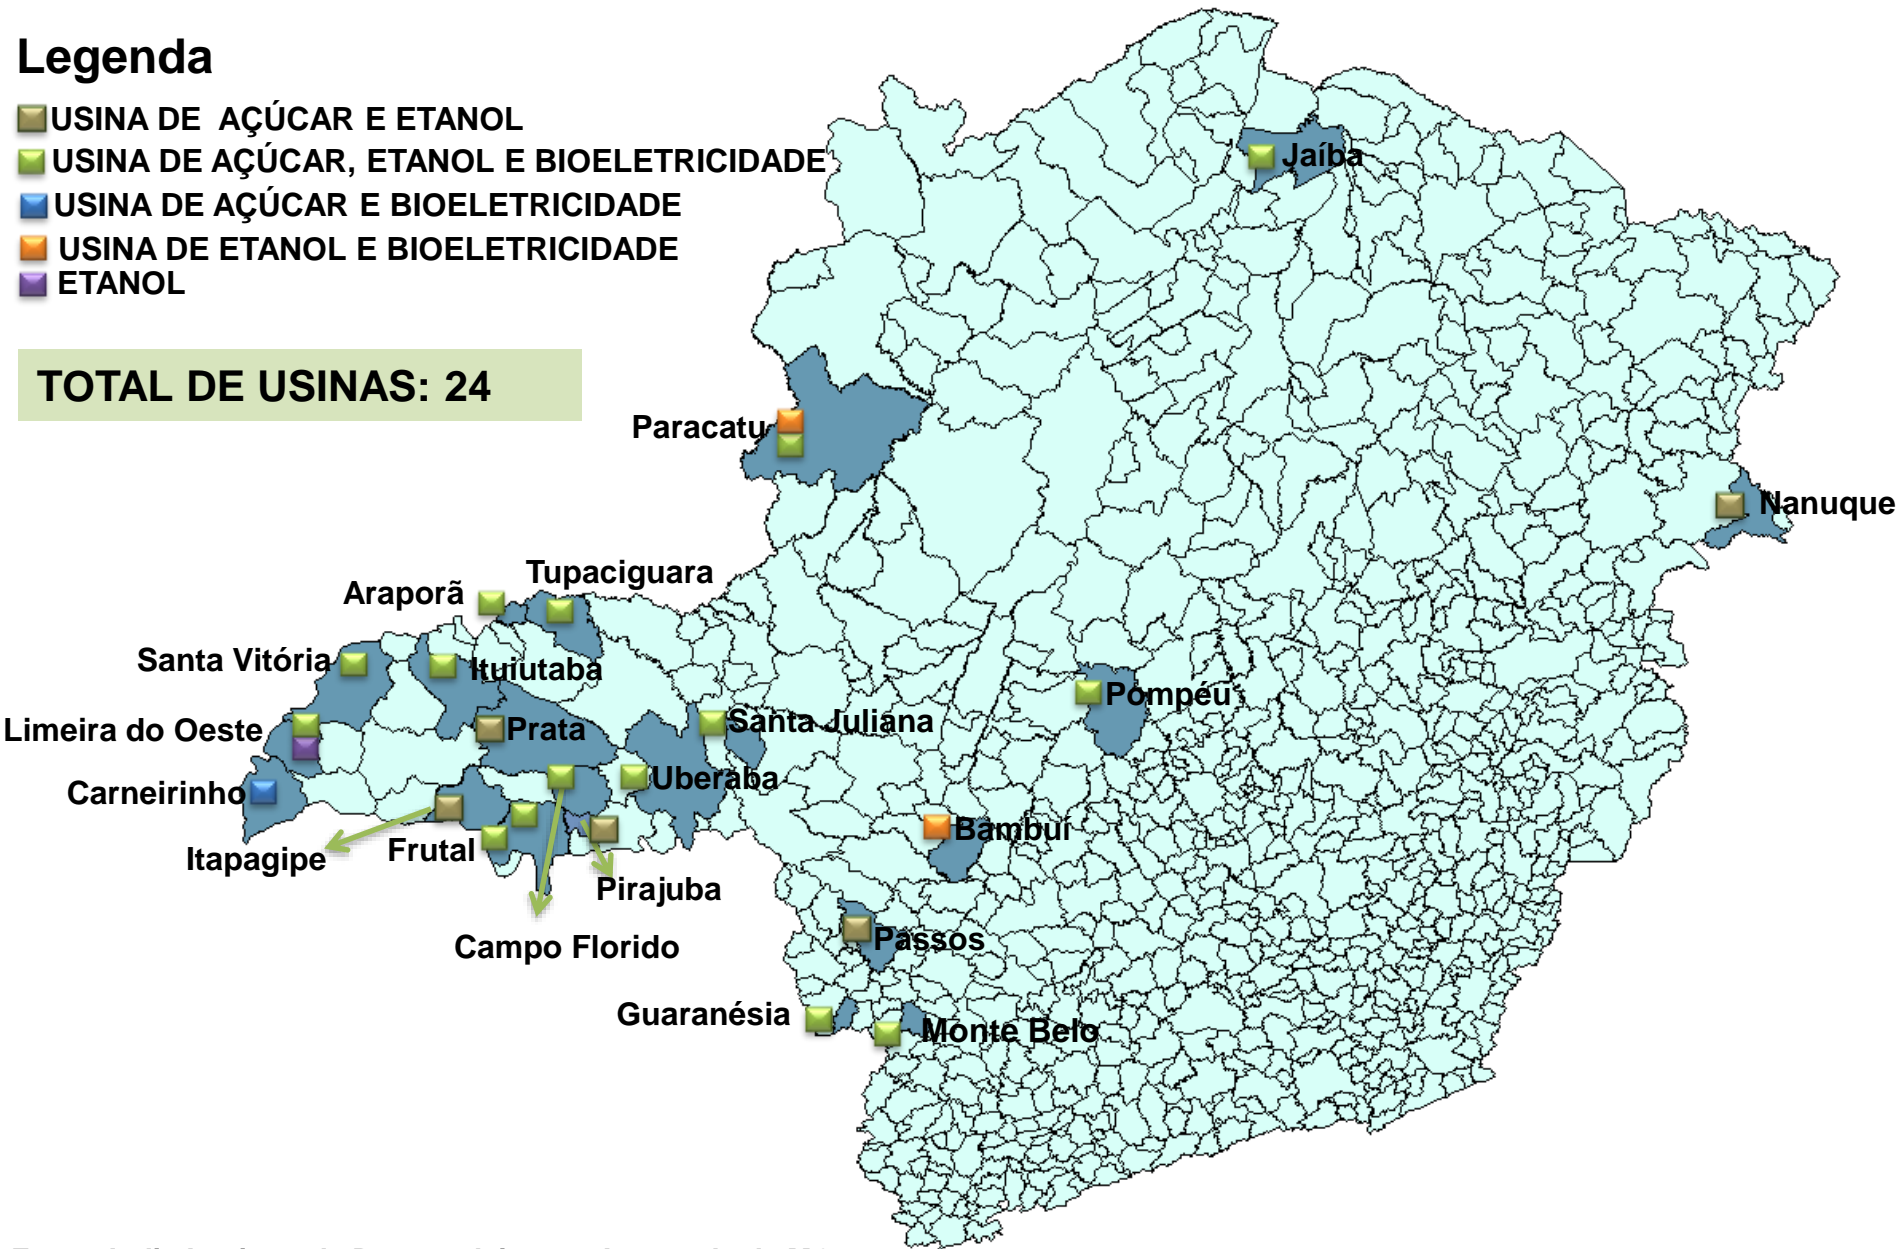 Legenda
USINA DE AÇÚCAR E ETANOL
USINA DE AÇÚCAR, ETANOL E BIOELETRICIDADE
USINA DE AÇÚCAR E BIOELETRICIDADE
USINA DE ETANOL E BIOELETRICIDADE
ETANOL
TOTAL DE USINAS: 24
Jaíba
Paracatu
Nanuque
Tupaciguara
Araporã
Santa Vitória
Ituiutaba
Pompéu
Limeira do Oeste
Prata
Santa Juliana
Carneirinho
Uberaba
Bambuí
Itapagipe
Frutal
Pirajuba
Campo Florido
Passos
Guaranésia
Monte Belo